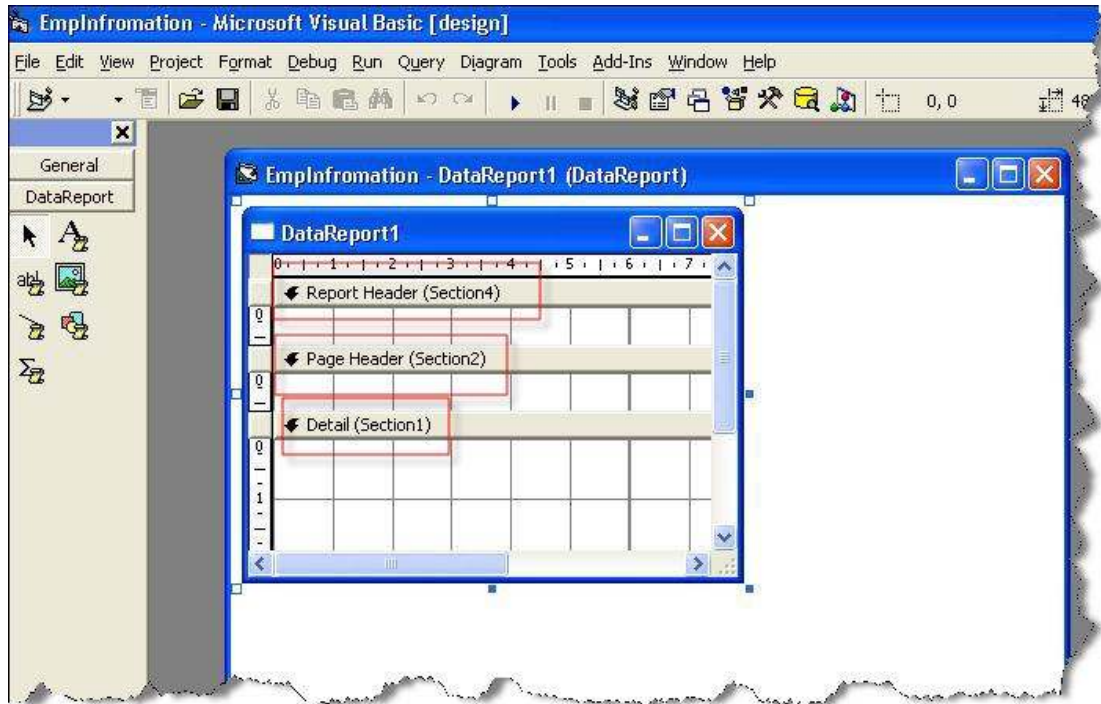 EmpInfromation - Microsoft Visual Basic [design]
File Edit View Project Format Debug Run Query Diagram Tools Add-Ins Window Help
0, 0
48
General
DataReport
A
abl
Σ
EmpInfromation - DataReport1 (DataReport)
DataReport1
0 1 2 3 4 5 6 7
Report Header (Section4)
0
Page Header (Section2)
0
Detail (Section1)
0
1